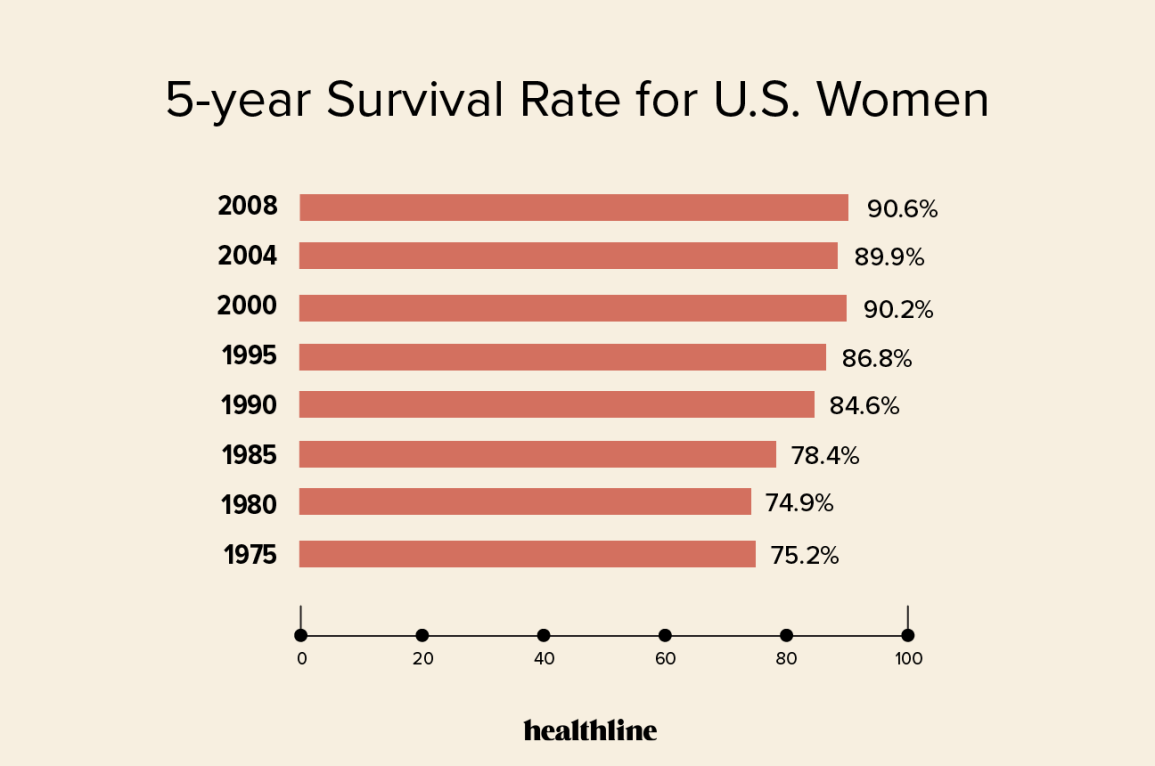 5-year Survival Rate for U.S. Women
2008 90.6%
2004 89.9%
2000 90.2%
1995 86.8%
1990 84.6%
1985 78.4%
1980 74.9%
1975 75.2%
0 20 40 60 80 100
healthline